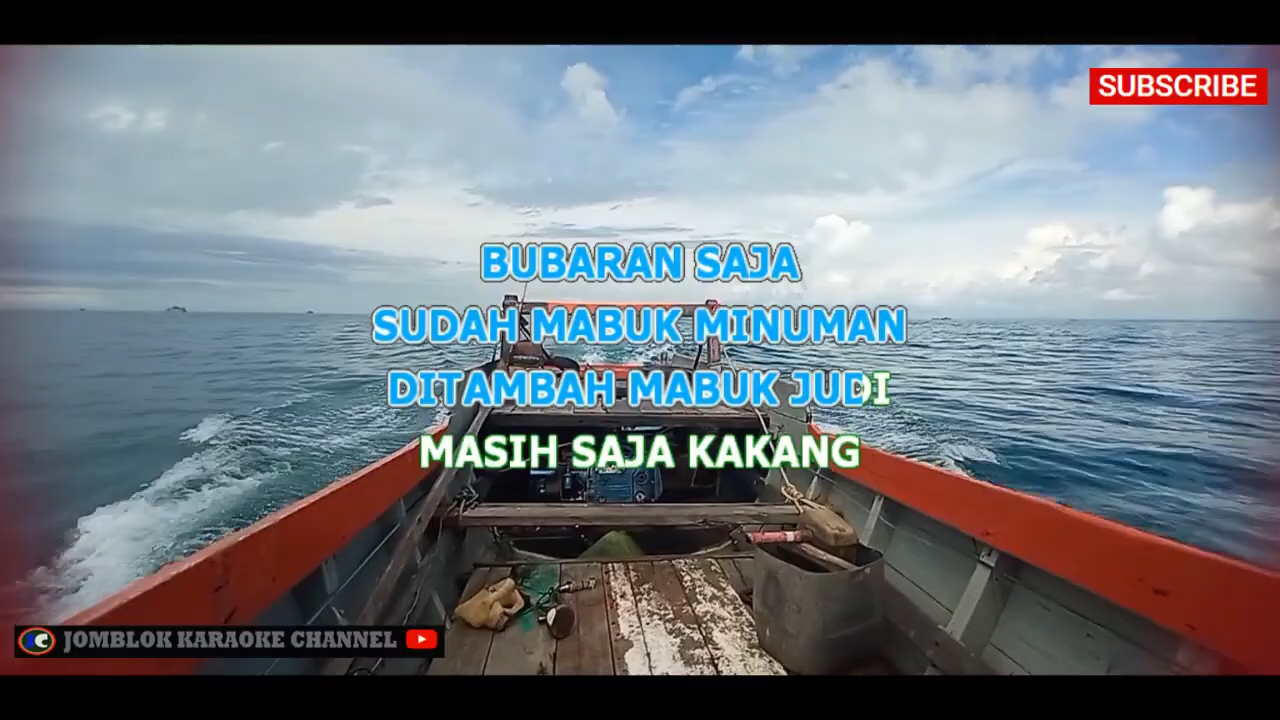 SUBSCRIBE
BUBARAN SAJA
SUDAH MABUK MINUMAN
DITAMBAH MABUK JUDI
MASIH SAJA KAKANG
JOMBLOK KARAOKE CHANNEL